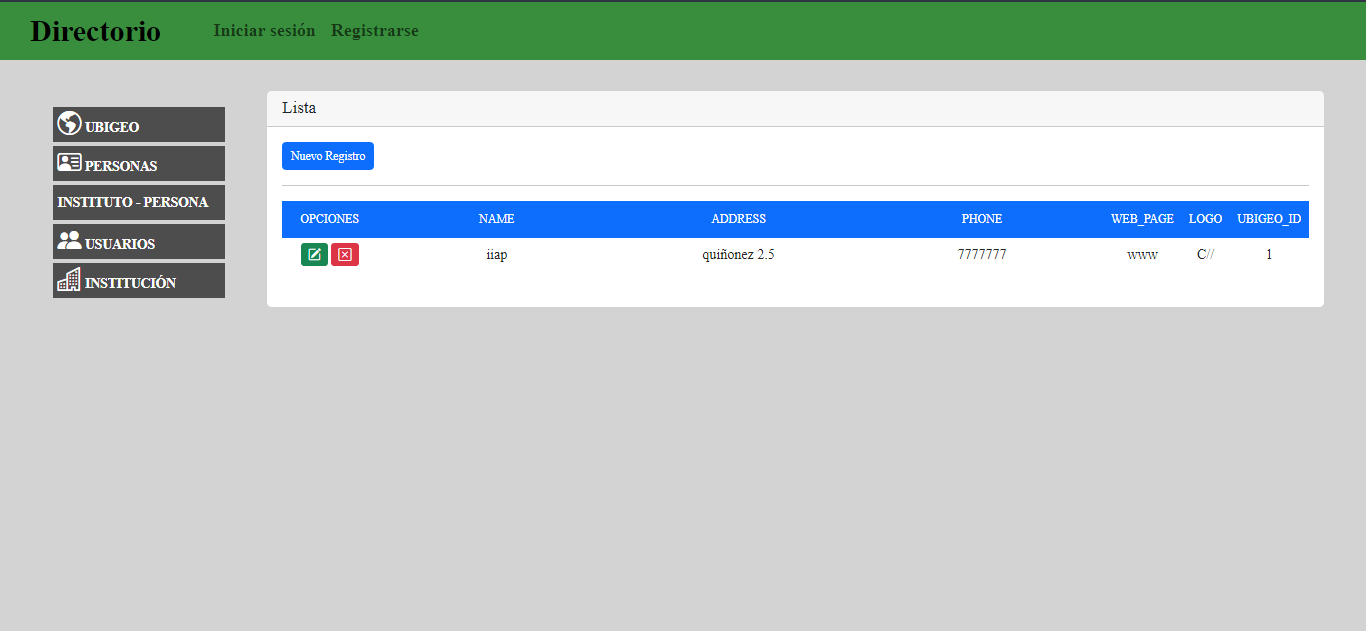 Directorio Iniciar sesión Registrarse
UBIGEO
PERSONAS
INSTITUTO - PERSONA
USUARIOS
INSTITUCIÓN
Lista
Nuevo Registro
OPCIONES NAME ADDRESS PHONE WEB_PAGE LOGO UBIGEO_ID
iiap quiñonez 2.5 7777777 www C// 1